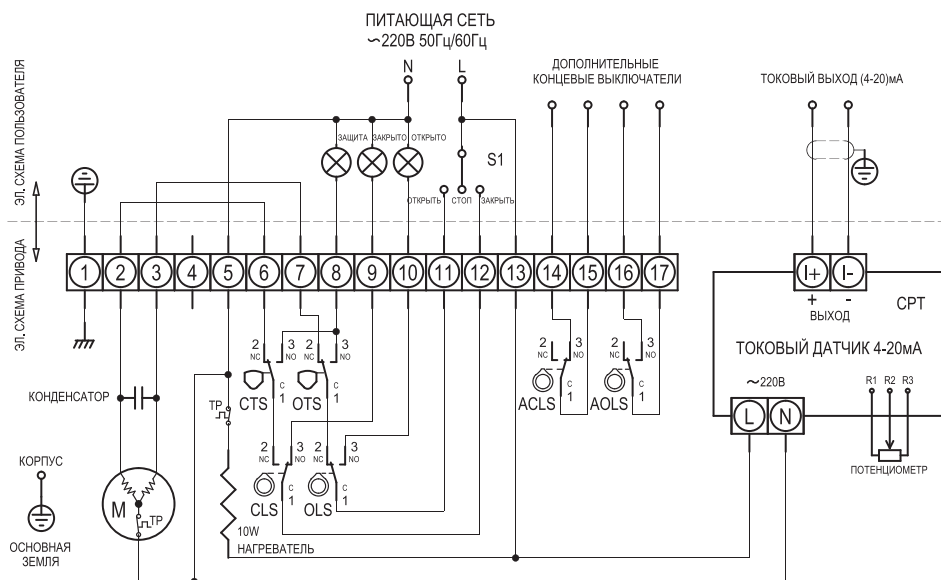 ПИТАЮЩАЯ СЕТЬ
~220В 50Гц/60Гц
N
L
ДОПОЛНИТЕЛЬНЫЕ
КОНЦЕВЫЕ ВЫКЛЮЧАТЕЛИ
ТОКОВЫЙ ВЫХОД (4-20)мА
ЭЛ. СХЕМА ПОЛЬЗОВАТЕЛЯ
ЗАЩИТА
ЗАКРЫТО
ОТКРЫТО
S1
ОТКРЫТЬ
СТОП
ЗАКРЫТЬ
ЭЛ. СХЕМА ПРИВОДА
1 2 3 4 5 6 7 8 9 10 11 12 13 14 15 16 17
I+ I-
+ -
ВЫХОД
СРТ
2 3 2 3
NC NO NC NO
C C
1 1
CTS
OTS
2 3 2 3
NC NO NC NO
C C
1 1
ACLS
AOLS
ТОКОВЫЙ ДАТЧИК 4-20мА
~220В
L N
R1 R2 R3
ПОТЕНЦИОМЕТР
КОНДЕНСАТОР
TP
2 3 2 3
NC NO NC NO
C C
1 1
CLS
OLS
КОРПУС
ОСНОВНАЯ
ЗЕМЛЯ
M
TP
10W
НАГРЕВАТЕЛЬ